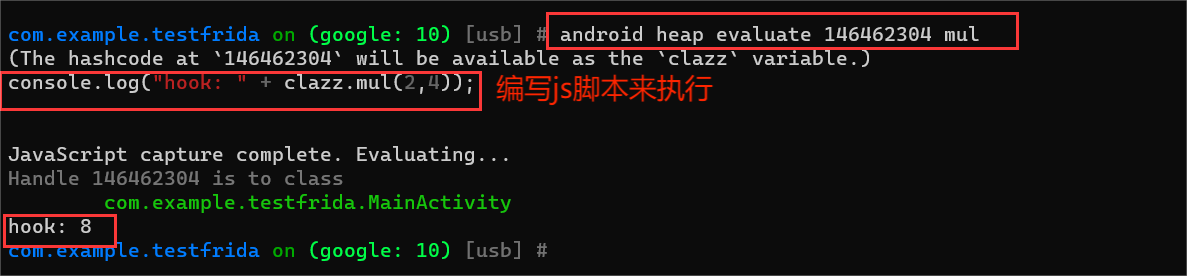 com.example.testfrida on (google: 10) [usb] # android heap evaluate 146462304 mul
(The hashcode at `146462304` will be available as the `clazz` variable.)
console.log("hook: " + clazz.mul(2,4)); 编写js脚本来执行
JavaScript capture complete. Evaluating...
Handle 146462304 is to class
com.example.testfrida.MainActivity
hook: 8
com.example.testfrida on (google: 10) [usb] #